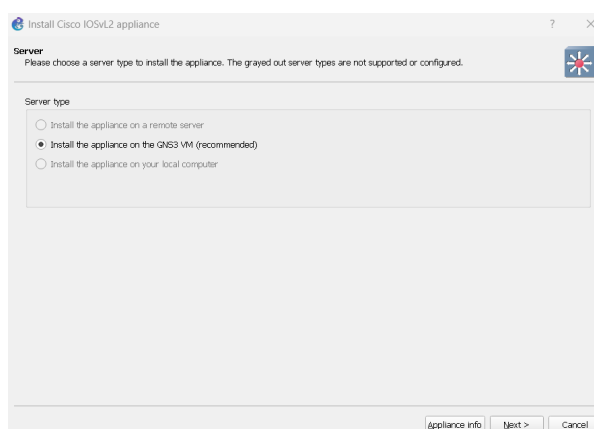 Install Cisco IOSvL2 appliance
Server
Please choose a server type to install the appliance. The grayed out server types are not supported or configured.
Server type
Install the appliance on a remote server
Install the appliance on the GNS3 VM (recommended)
Install the appliance on your local computer
Appliance info
Next >
Cancel